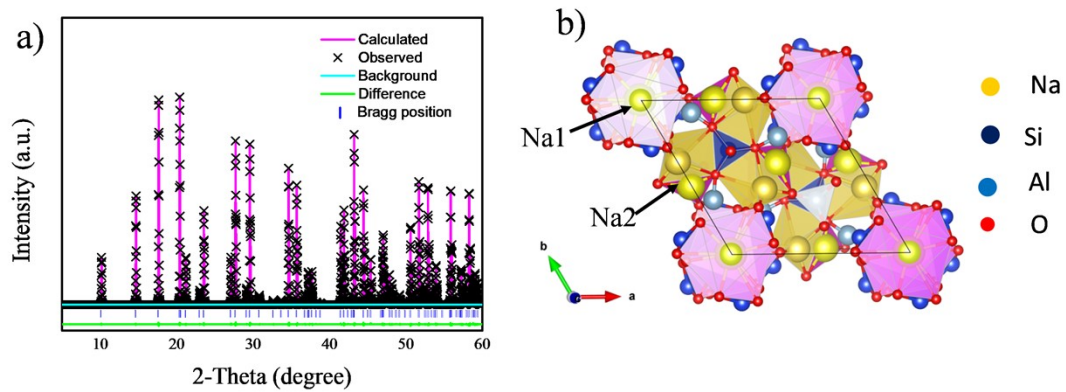 a)
Calculated
Observed
Background
Difference
Bragg position
Intensity (a.u.)
10 20 30 40 50 60
2-Theta (degree)
b)
Na1
Na2
b
a
Na
Si
Al
O